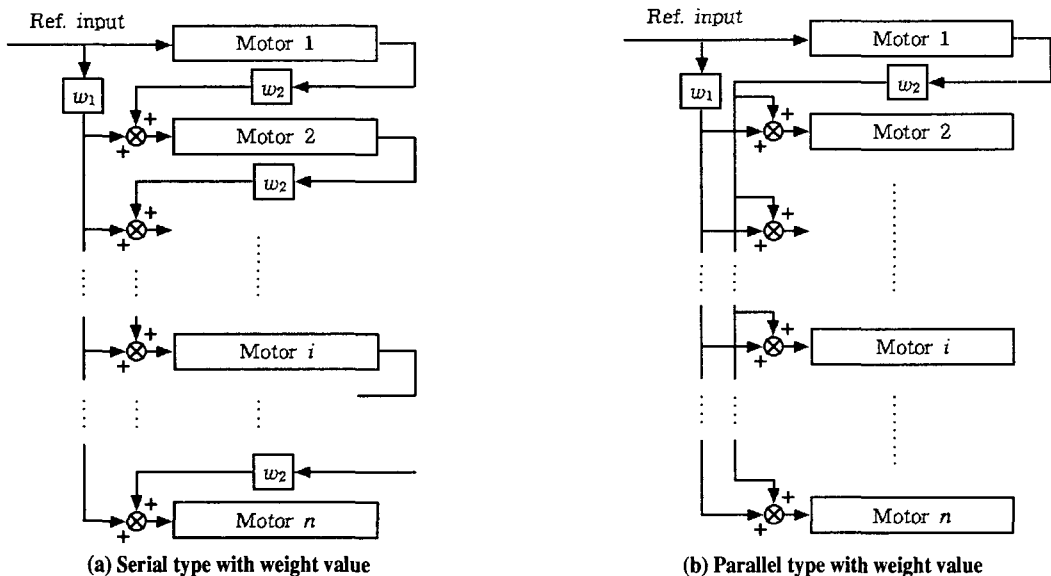 Ref. input
Motor 1
w₁
w₂
+
+
Motor 2
w₂
+
+
+
+
Motor i
w₂
+
+
Motor n
(a) Serial type with weight value
Ref. input
Motor 1
w₁
w₂
+
+
Motor 2
+
+
+
+
Motor i
+
+
Motor n
(b) Parallel type with weight value